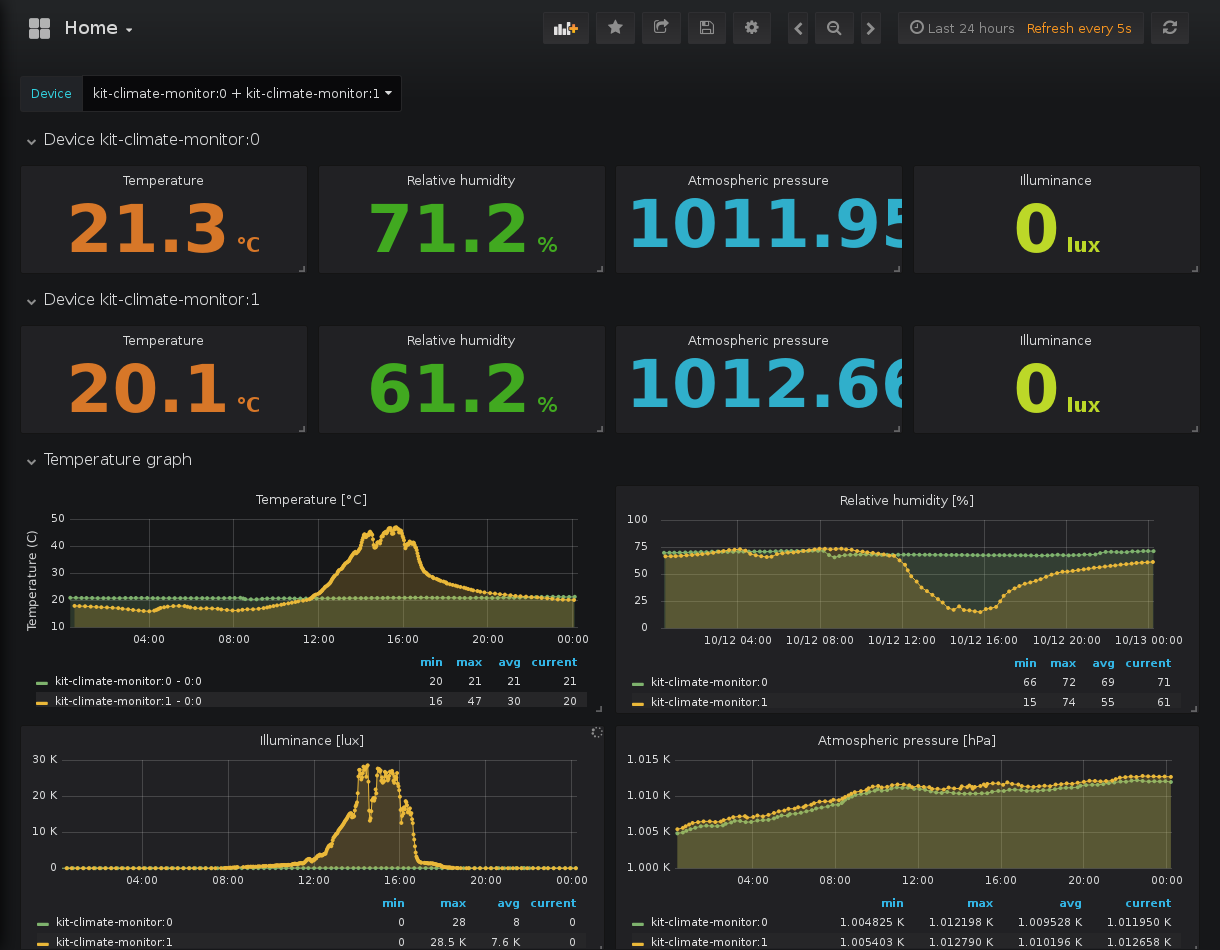 Home
Last 24 hours Refresh every 5s
Device kit-climate-monitor:0 + kit-climate-monitor:1
Device kit-climate-monitor:0
Temperature Relative humidity Atmospheric pressure Illuminance
21.3 °C 71.2 % 1011.95 0 lux
Device kit-climate-monitor:1
Temperature Relative humidity Atmospheric pressure Illuminance
20.1 °C 61.2 % 1012.66 0 lux
Temperature graph
Temperature [°C]
Temperature (C)
50
40
30
20
10
04:00 08:00 12:00 16:00 20:00 00:00
min max avg current
kit-climate-monitor:0 - 0:0 20 21 21 21
kit-climate-monitor:1 - 0:0 16 47 30 20
Relative humidity [%]
100
75
50
25
0
10/12 04:00 10/12 08:00 10/12 12:00 10/12 16:00 10/12 20:00 10/13 00:00
min max avg current
kit-climate-monitor:0 66 72 69 71
kit-climate-monitor:1 15 74 55 61
Illuminance [lux]
30 K
20 K
10 K
0
04:00 08:00 12:00 16:00 20:00 00:00
min max avg current
kit-climate-monitor:0 0 28 8 0
kit-climate-monitor:1 0 28.5 K 7.6 K 0
Atmospheric pressure [hPa]
1.015 K
1.010 K
1.005 K
1.000 K
04:00 08:00 12:00 16:00 20:00 00:00
min max avg current
kit-climate-monitor:0 1.004825 K 1.012198 K 1.009528 K 1.011950 K
kit-climate-monitor:1 1.005403 K 1.012790 K 1.010196 K 1.012658 K